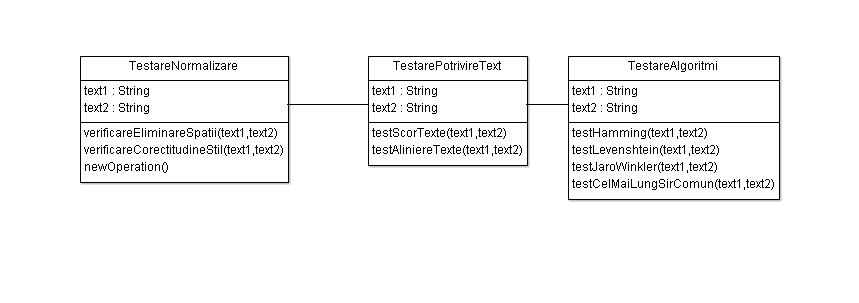 TestareNormalizare
text1 : String
text2 : String
verificareEliminareSpatii(text1,text2)
verificareCorectitudineStil(text1,text2)
newOperation()
TestarePotrivireText
text1 : String
text2 : String
testScorTexte(text1,text2)
testAliniereTexte(text1,text2)
TestareAlgoritmi
text1 : String
text2 : String
testHamming(text1,text2)
testLevenshtein(text1,text2)
testJaroWinkler(text1,text2)
testCelMaiLungSirComun(text1,text2)